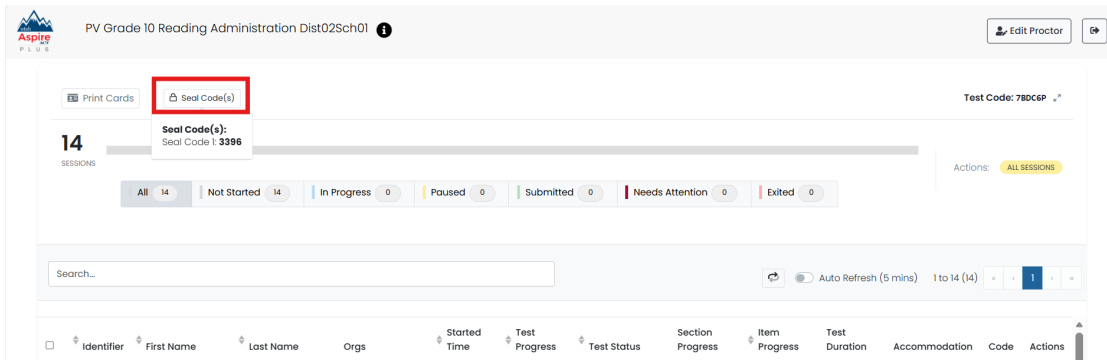 Utah
Aspire
ACT
PLUS
PV Grade 10 Reading Administration Dist02Sch01
Edit Proctor
Print Cards
Seal Code(s)
Test Code: 7BDC6P
Seal Code(s):
Seal Code 1: 3396
14
SESSIONS
Actions: ALL SESSIONS
All 14 Not Started 14 In Progress 0 Paused 0 Submitted 0 Needs Attention 0 Exited 0
Search...
Auto Refresh (5 mins) 1 to 14 (14) « ‹ 1 › »
Identifier First Name Last Name Orgs Started Time Test Progress Test Status Section Progress Item Progress Test Duration Accommodation Code Actions